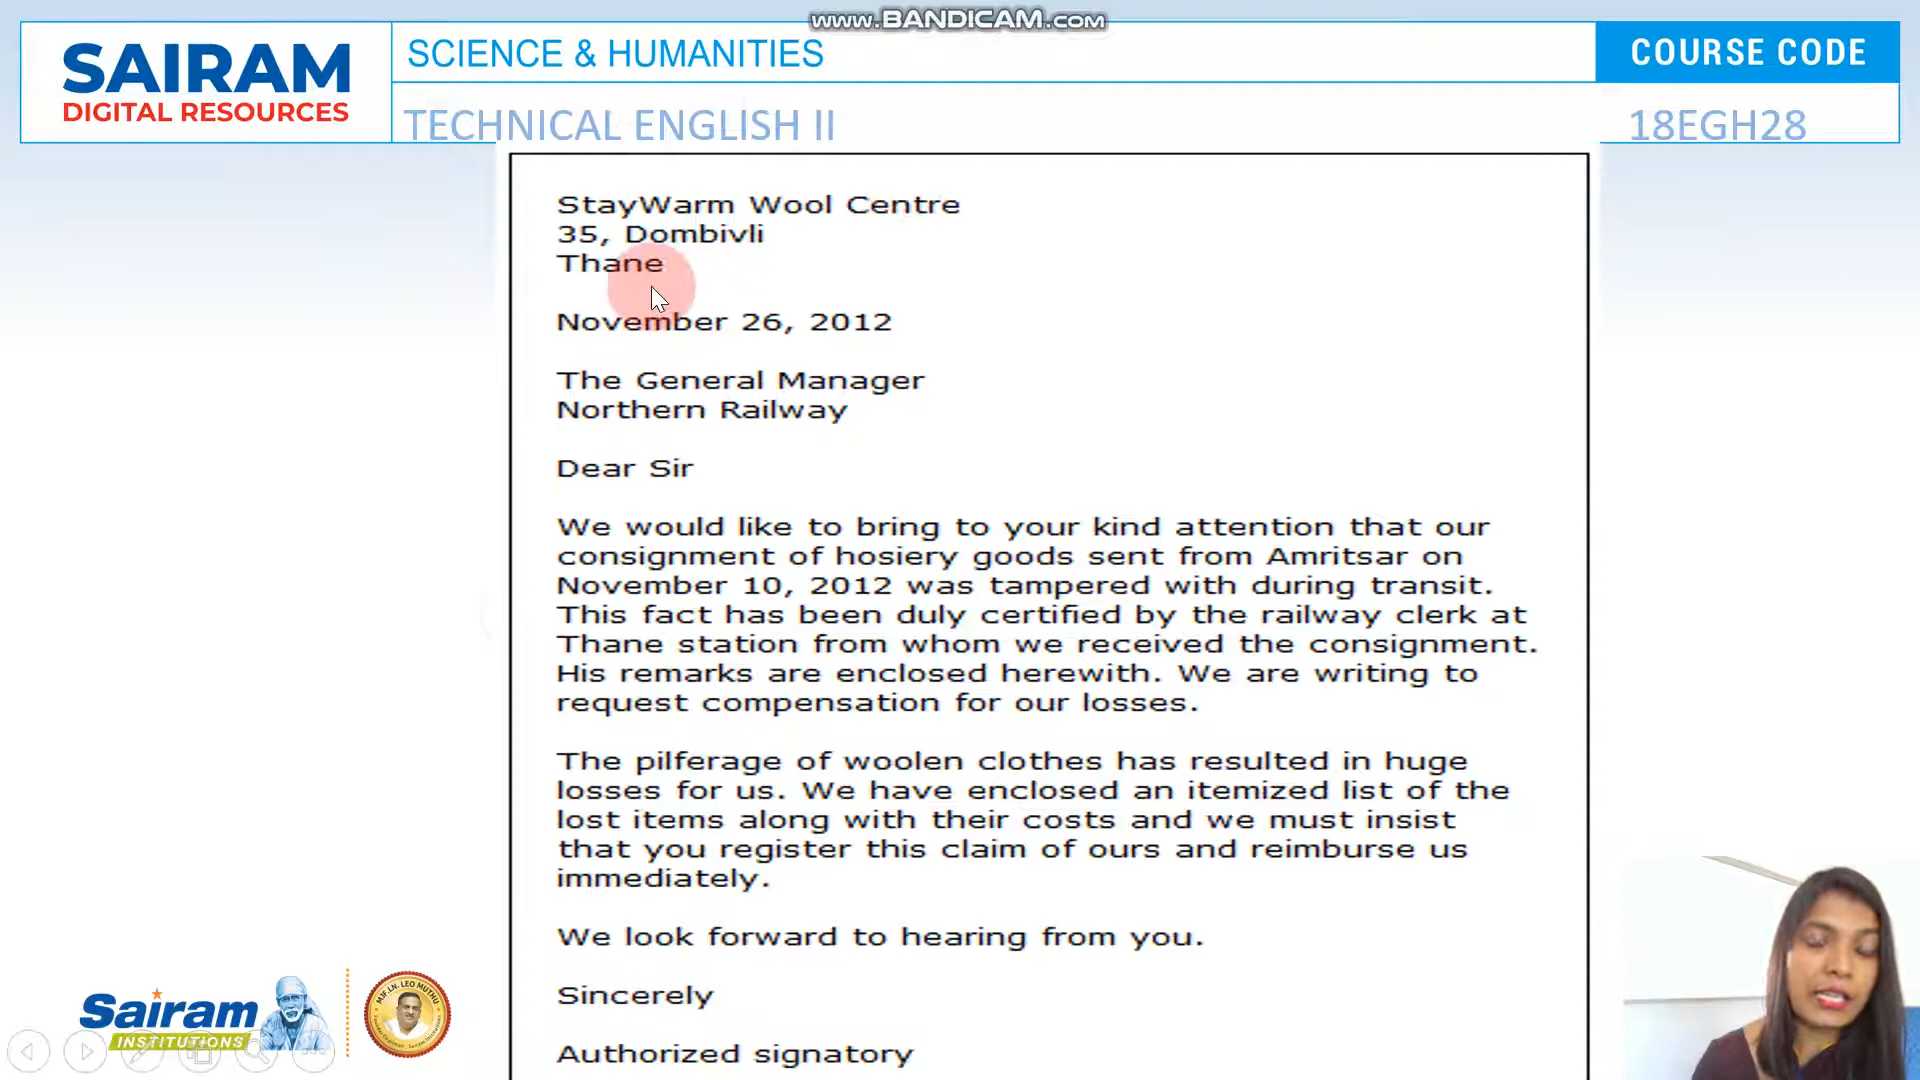 www.BANDICAM.com
SAIRAM
DIGITAL RESOURCES
SCIENCE & HUMANITIES
COURSE CODE
TECHNICAL ENGLISH II
18EGH28
StayWarm Wool Centre
35, Dombivli
Thane
November 26, 2012
The General Manager
Northern Railway
Dear Sir
We would like to bring to your kind attention that our
consignment of hosiery goods sent from Amritsar on
November 10, 2012 was tampered with during transit.
This fact has been duly certified by the railway clerk at
Thane station from whom we received the consignment.
His remarks are enclosed herewith. We are writing to
request compensation for our losses.
The pilferage of woolen clothes has resulted in huge
losses for us. We have enclosed an itemized list of the
lost items along with their costs and we must insist
that you register this claim of ours and reimburse us
immediately.
We look forward to hearing from you.
Sincerely
Authorized signatory
Sairam
INSTITUTIONS
MJF.LN. LEO MUTHU